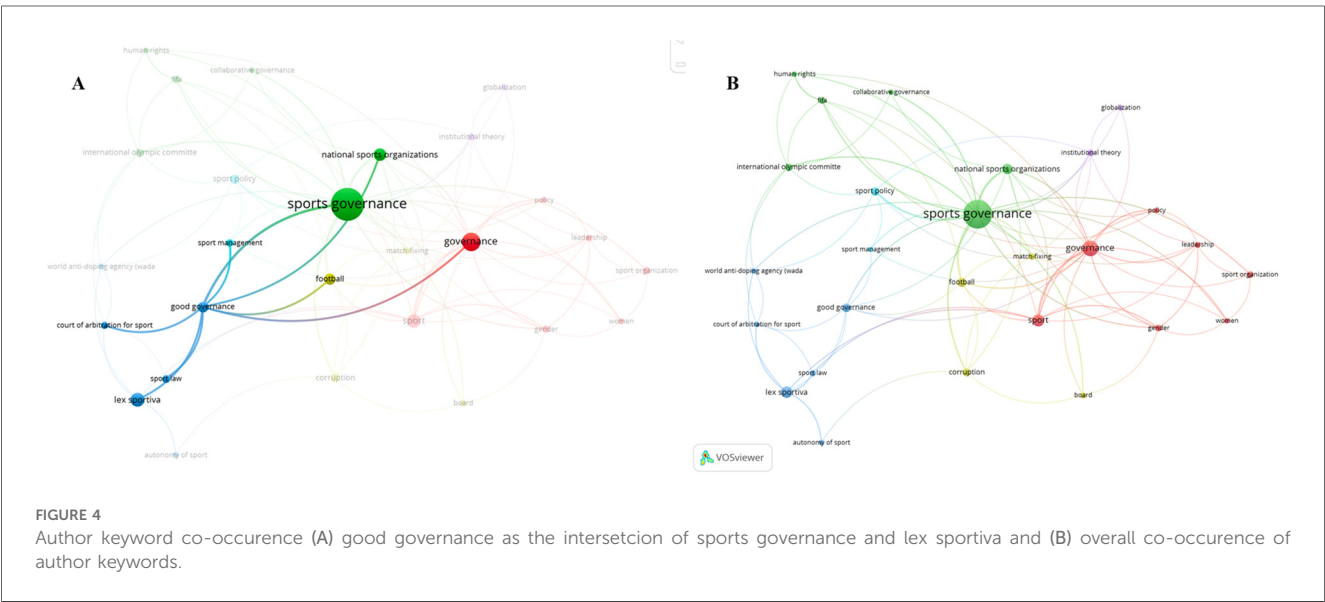 A
human rights
fifa
collaborative governance
globalization
institutional theory
national sports organizations
international olympic committe
sport policy
sports governance
policy
sport management
governance
leadership
match-fixing
world anti-doping agency (wada
sport organization
football
good governance
court of arbitration for sport
sport
women
gender
sport law
corruption
lex sportiva
board
autonomy of sport
B
human rights
collaborative governance
fifa
globalization
institutional theory
international olympic committe
national sports organizations
sport policy
sports governance
policy
sport management
governance
leadership
match-fixing
world anti-doping agency (wada
sport organization
football
good governance
court of arbitration for sport
sport
women
gender
sport law
corruption
lex sportiva
board
autonomy of sport
VOSviewer
FIGURE 4
Author keyword co-occurence (A) good governance as the intersetcion of sports governance and lex sportiva and (B) overall co-occurence of
author keywords.